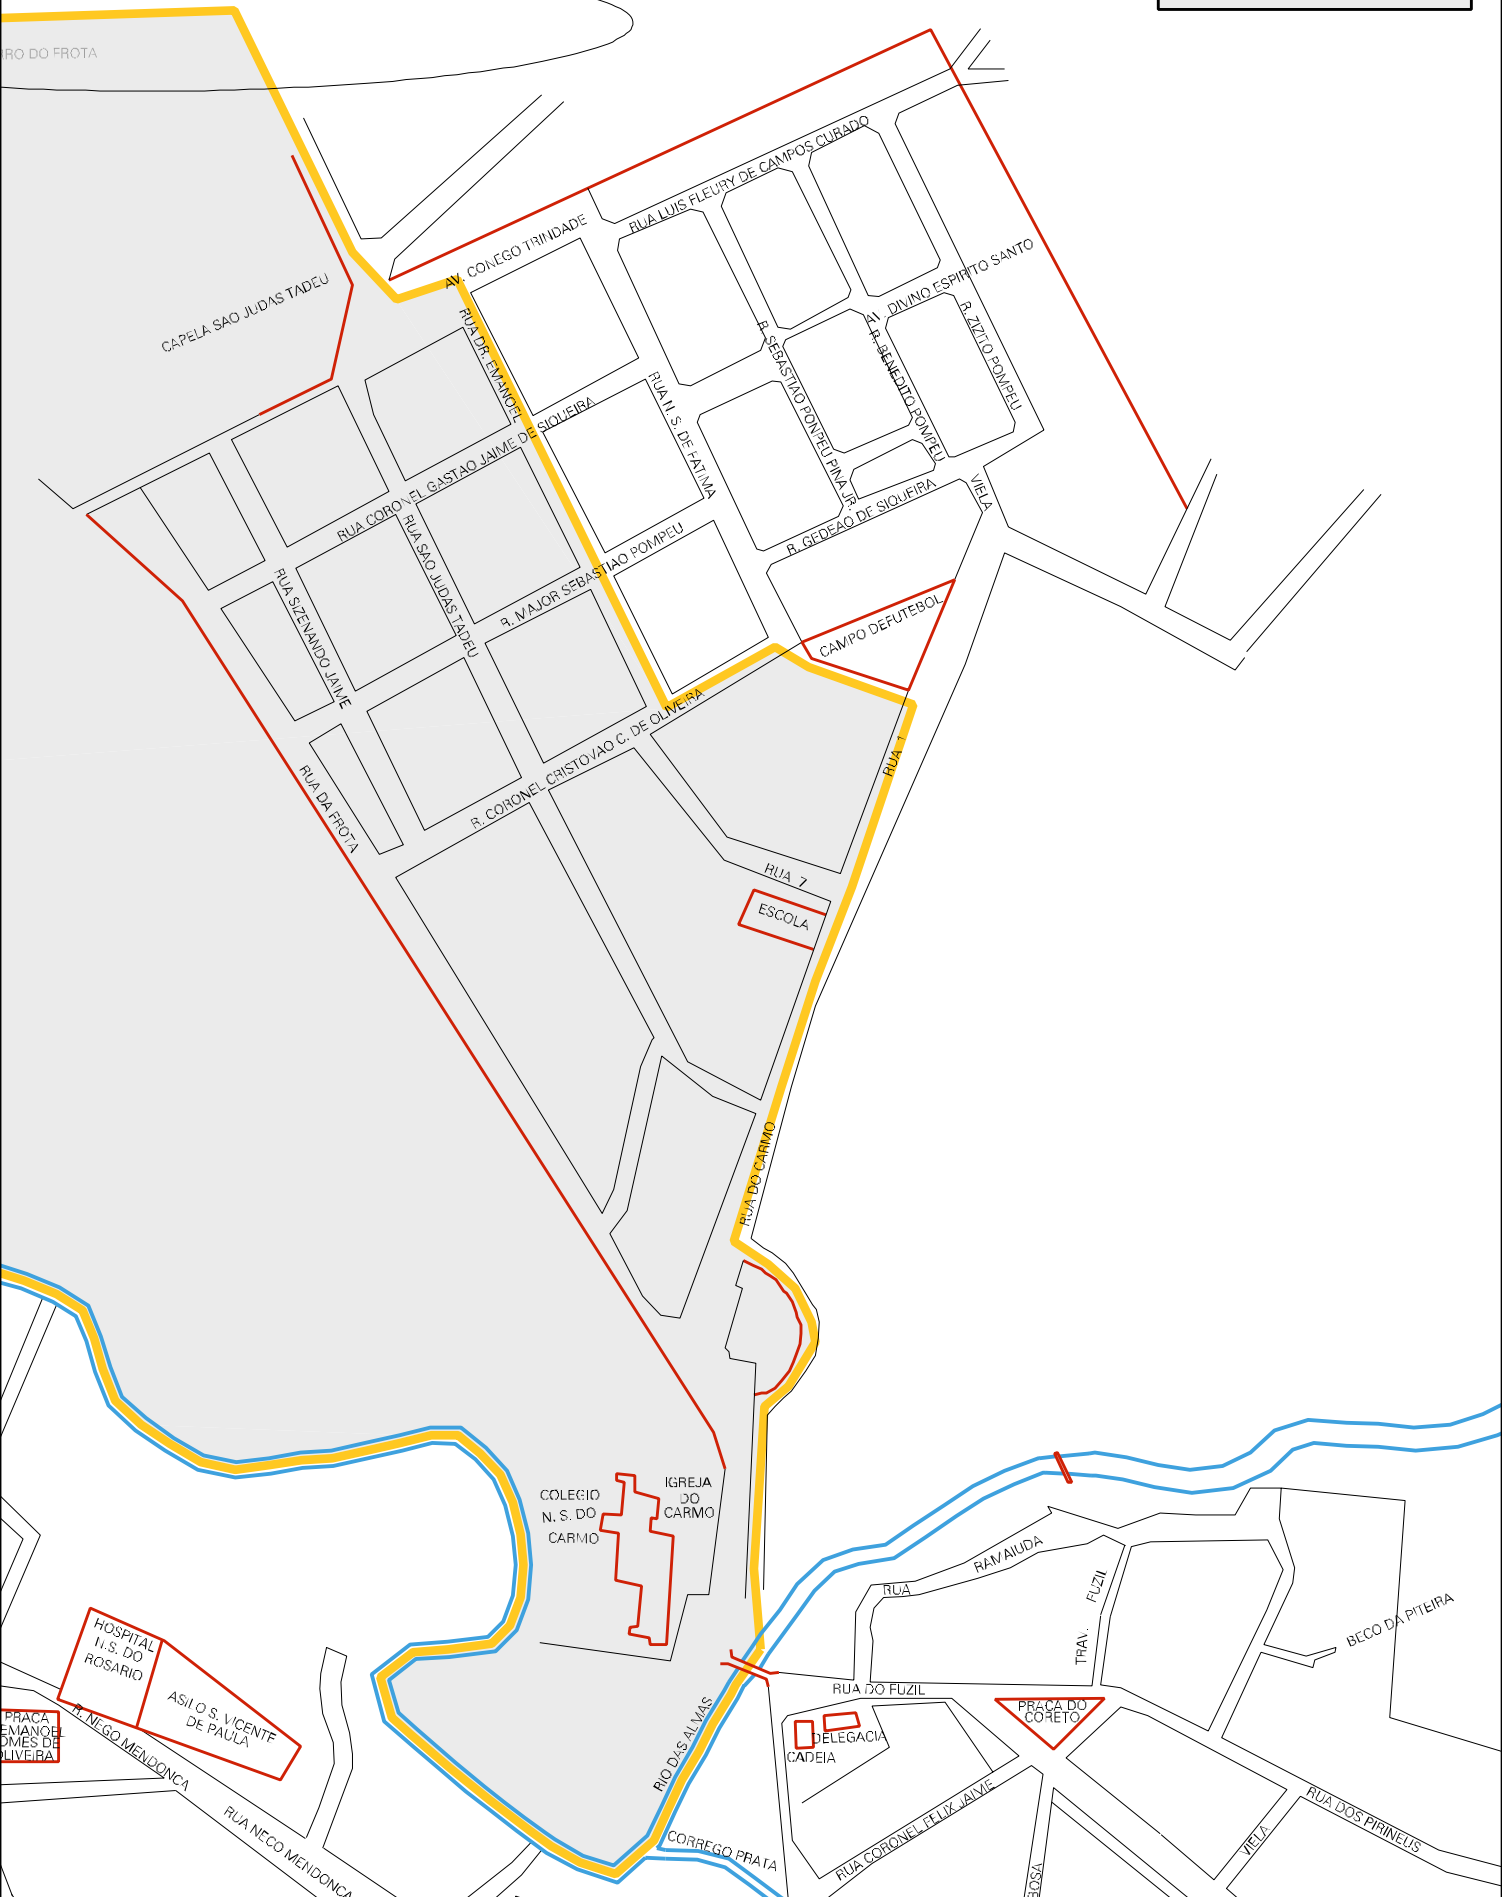 RRO DO FROTA
RUA LUIS FLEURY DE CAMPOS CURADO
AV. CONEGO TRINDADE
AV. DIVINO ESPIRITO SANTO
CAPELA SAO JUDAS TADEU
RUA DR. EMANOEL
R. SEBASTIAO PONPEU PINA JR.
R. BENEDITO POMPEU
R. ZIZITO POMPEU
RUA N. S. DE FATIMA
RUA CORONEL GASTAO JAIME DE SIQUEIRA
R. GEDEAO DE SIQUEIRA
VIELA
RUA SAO JUDAS TADEU
R. MAJOR SEBASTIAO POMPEU
RUA SIZENANDO JAIME
CAMPO DEFUTEBOL
R. CORONEL CRISTOVAO C. DE OLIVEIRA
RUA 1
RUA DA FROTA
RUA 7
ESCOLA
RUA DO CARMO
COLEGIO
N. S. DO
CARMO
IGREJA
DO
CARMO
RUA
RAMAIUDA
TRAV.
FUZIL
BECO DA PITEIRA
HOSPITAL
N.S. DO
ROSARIO
ASILO S. VICENTE
DE PAULA
RUA DO FUZIL
PRACA
EMANOEL
OMES DE
OLIVEIRA
R. NEGO MENDONCA
RIO DAS ALMAS
PRACA DO
CORETO
DELEGACIA
CADEIA
RUA NECO MENDONCA
CORREGO PRATA
RUA CORONEL FELIX JAIME
VIELA
RUA DOS PIRINEUS
BOSA